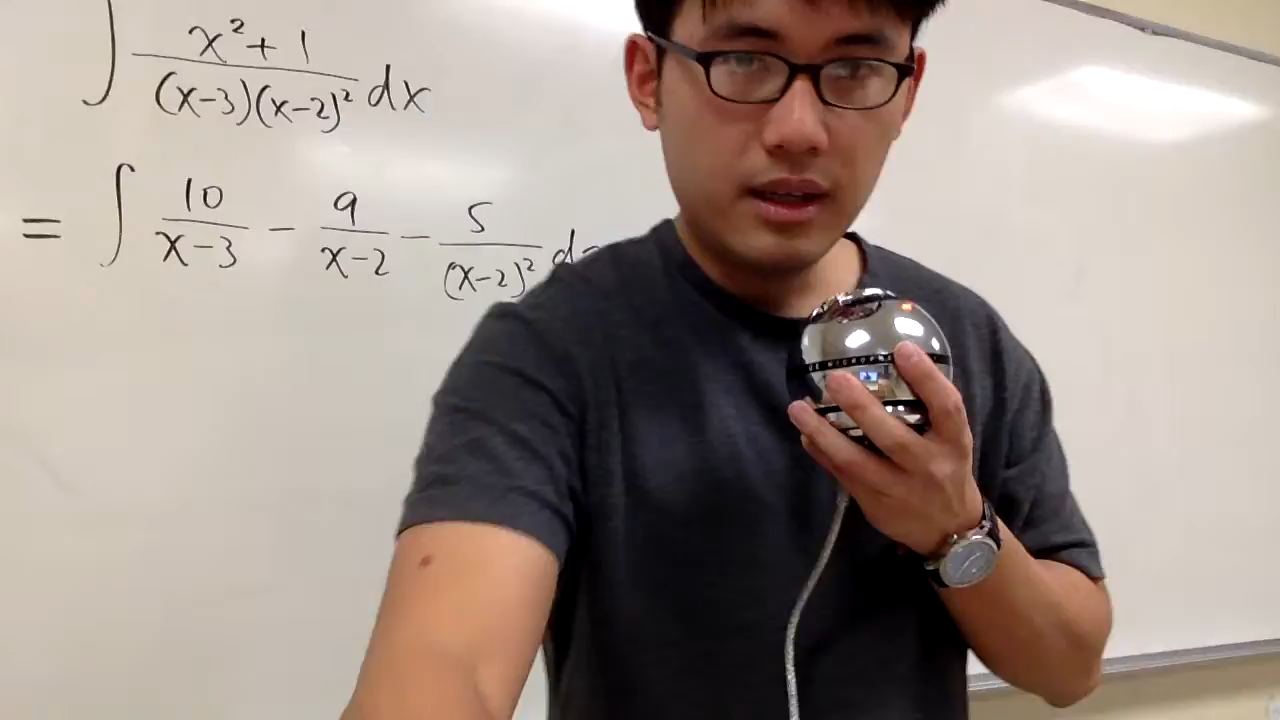 ∫ (x² + 1)/((x-3)(x-2)²) dx
= ∫ 10/(x-3) - 9/(x-2) - 5/((x-2)²) d